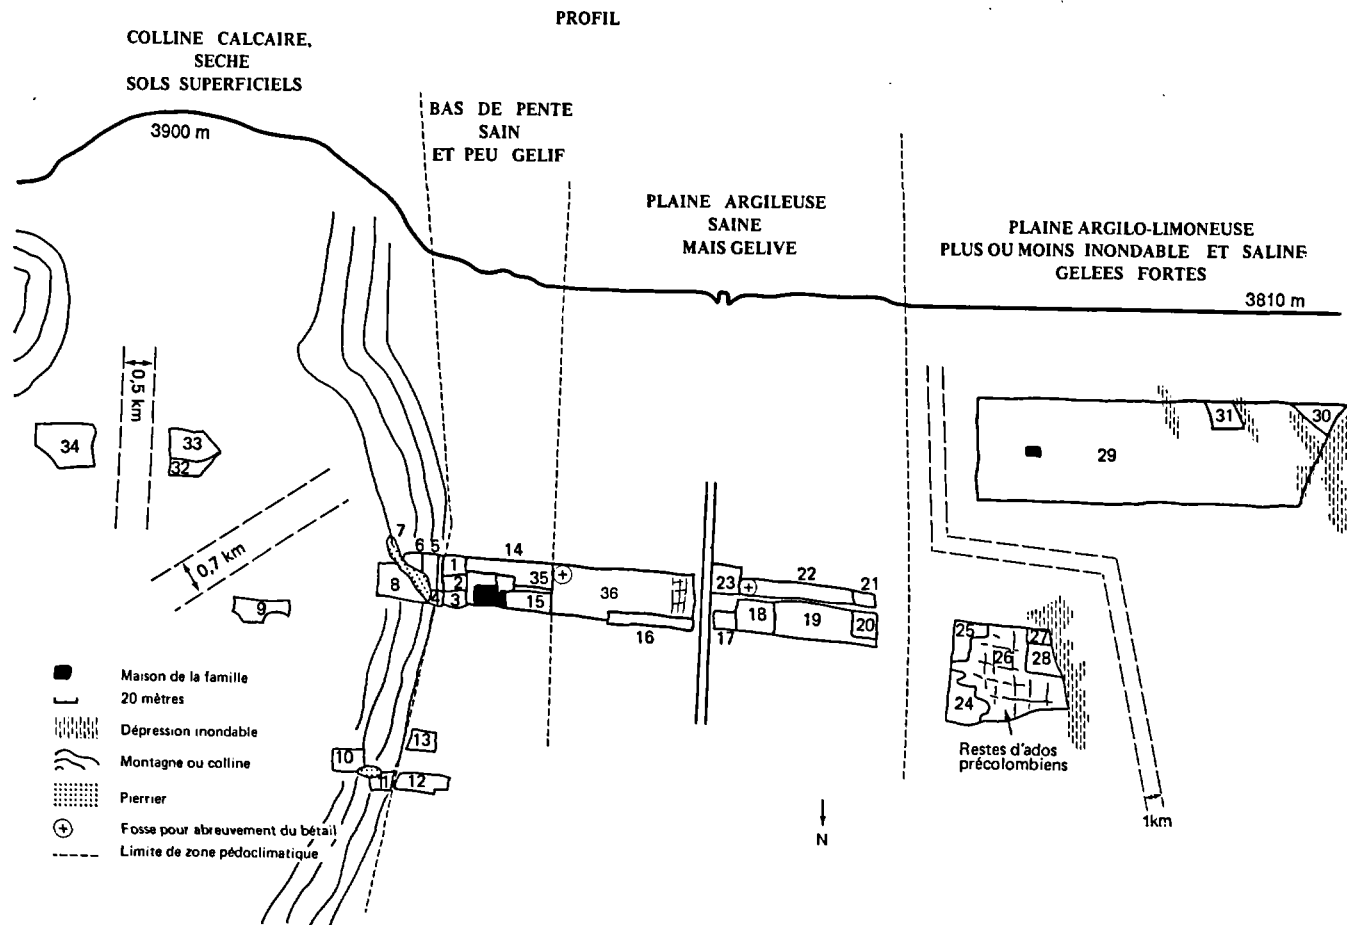 PROFIL
COLLINE CALCAIRE,
SECHE
SOLS SUPERFICIELS
3900 m
BAS DE PENTE
SAIN
ET PEU GELIF
PLAINE ARGILEUSE
SAINE
MAIS GELIVE
PLAINE ARGILO-LIMONEUSE
PLUS OU MOINS INONDABLE ET SALINE
GELEES FORTES
3810 m
0,5 km
34
33
32
0,7 km
9
7
6
5
8
4
1
2
3
14
35
15
36
16
23
22
21
18
19
20
17
31
30
29
25
26
27
28
24
Restes d'ados
précolombiens
1km
N
10
11
12
13
Maison de la famille
20 mètres
Dépression inondable
Montagne ou colline
Pierrier
Fosse pour abreuvement du bétail
Limite de zone pédoclimatique